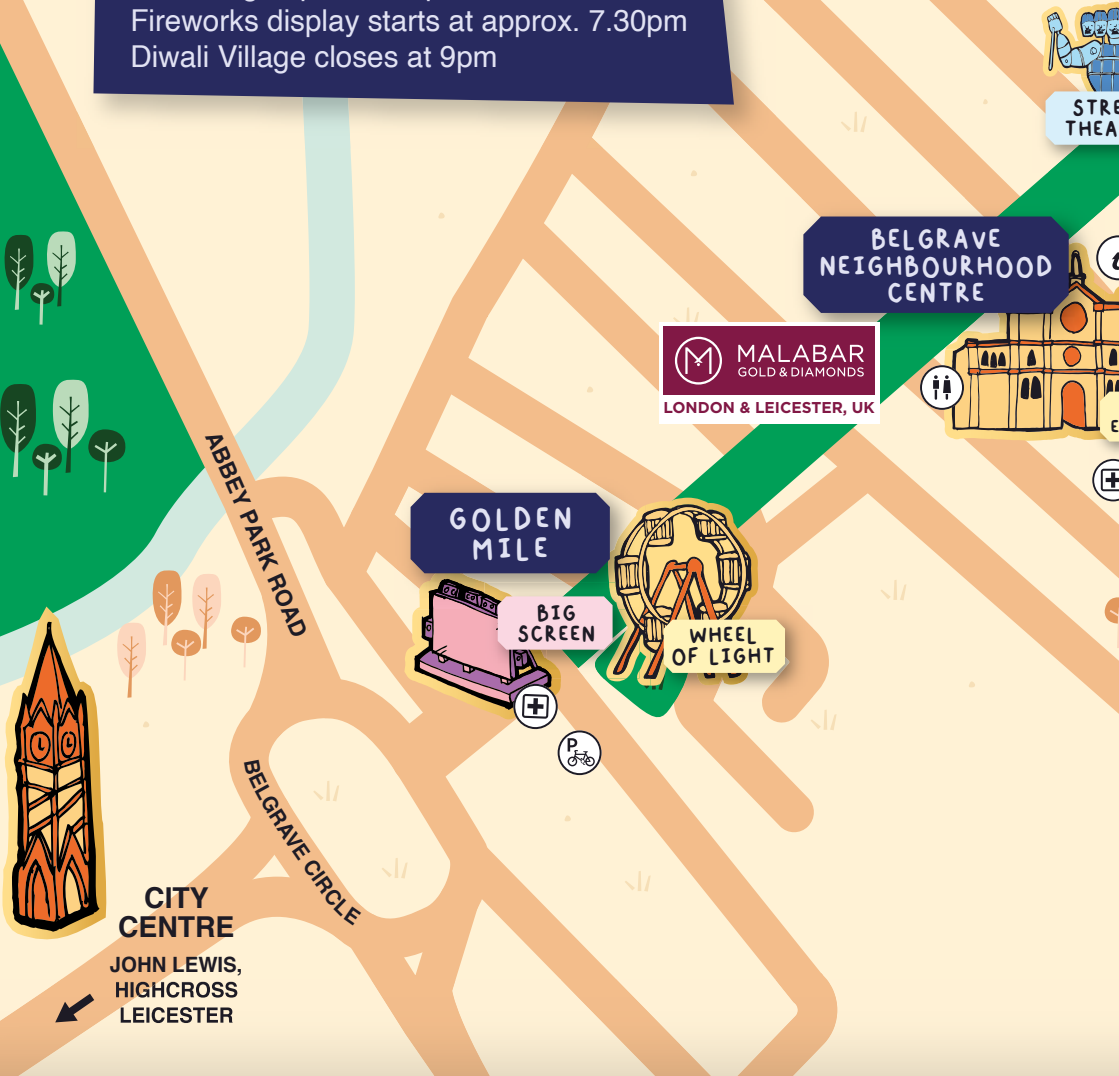 Fireworks display starts at approx. 7.30pm
Diwali Village closes at 9pm
BELGRAVE
NEIGHBOURHOOD
CENTRE
MALABAR
GOLD & DIAMONDS
LONDON & LEICESTER, UK
ABBEY PARK ROAD
GOLDEN
MILE
BIG
SCREEN
WHEEL
OF LIGHT
P
BELGRAVE CIRCLE
CITY
CENTRE
JOHN LEWIS,
HIGHCROSS
LEICESTER